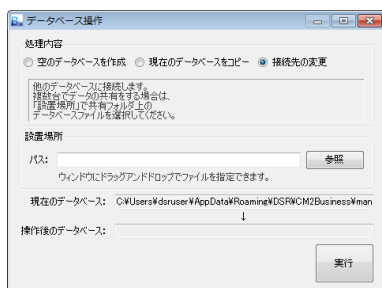 データベース操作
処理内容
空のデータベースを作成 現在のデータベースをコピー 接続先の変更
他のデータベースに接続します。
複数台でデータの共有をする場合は、
「設置場所」で共有フォルダ上の
データベースファイルを選択してください。
設置場所
パス: 参照
ウィンドウにドラッグアンドドロップでファイルを指定できます。
現在のデータベース: C:¥Users¥dsruser¥AppData¥Roaming¥DSR¥CM2Business¥man
↓
操作後のデータベース:
実行